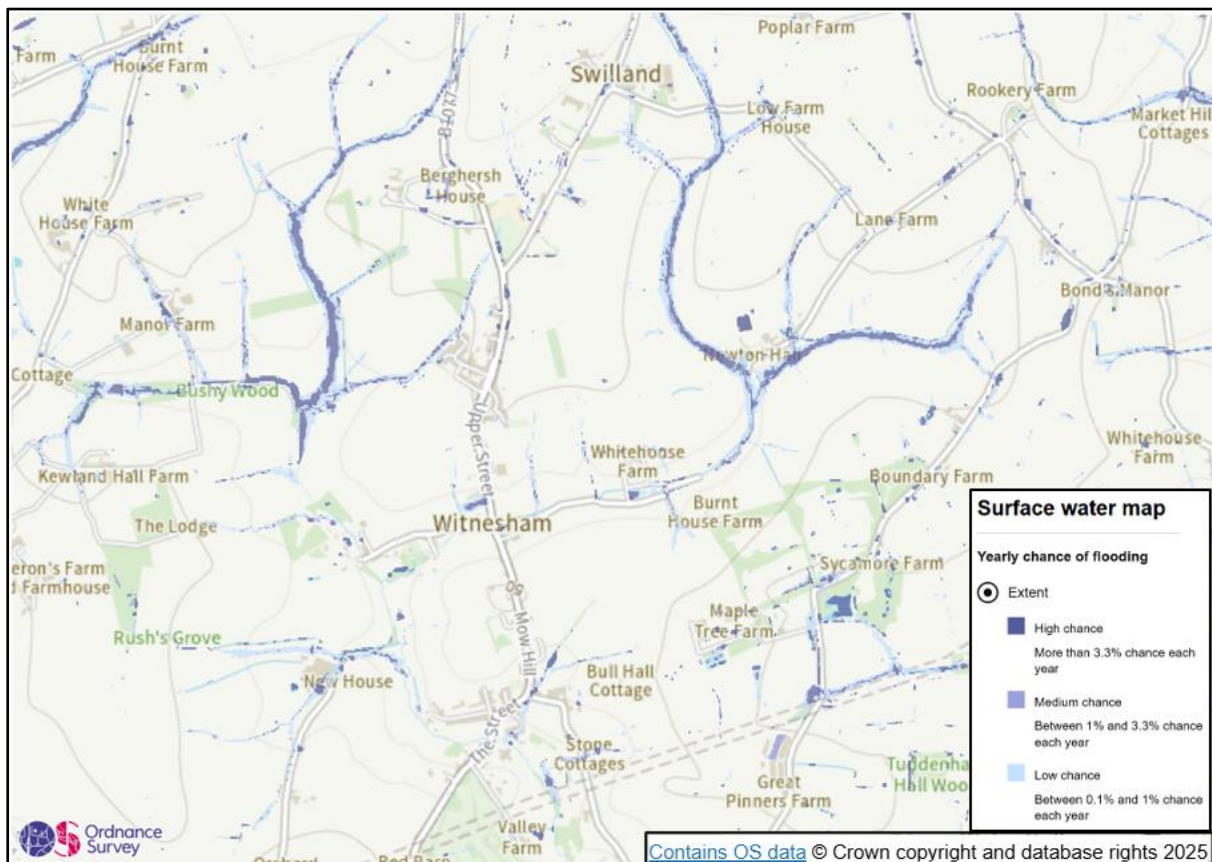 Poplar Farm
Farm
Burnt
House Farm
Swilland
B1077
Rookery Farm
Low Farm
House
Market Hill
Cottages
Berghersh
House
White
House Farm
Lane Farm
Bond's Manor
Manor Farm
Newton Hall
Cottage
Bushy Wood
Upper Street
Whitehouse
Farm
Whitehouse
Farm
Kewland Hall Farm
Boundary Farm
Burnt
House Farm
The Lodge
Witnesham
eron's Farm
d Farmhouse
Sycamore Farm
60
Mow Hill
Maple
Tree Farm
Rush's Grove
New House
Bull Hall
Cottage
The Street
Stone
Cottages
Tuddenha
Hall Woo
Great
Pinners Farm
Valley
Farm
Red Barn
Orchard
Surface water map
Yearly chance of flooding
Extent
High chance
More than 3.3% chance each
year
Medium chance
Between 1% and 3.3% chance
each year
Low chance
Between 0.1% and 1% chance
each year
OS
Ordnance
Survey
Contains OS data © Crown copyright and database rights 2025